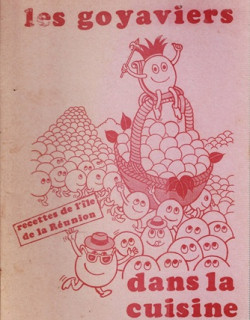 les goyaviers
recettes de l'île
de la Réunion
dans la
cuisine